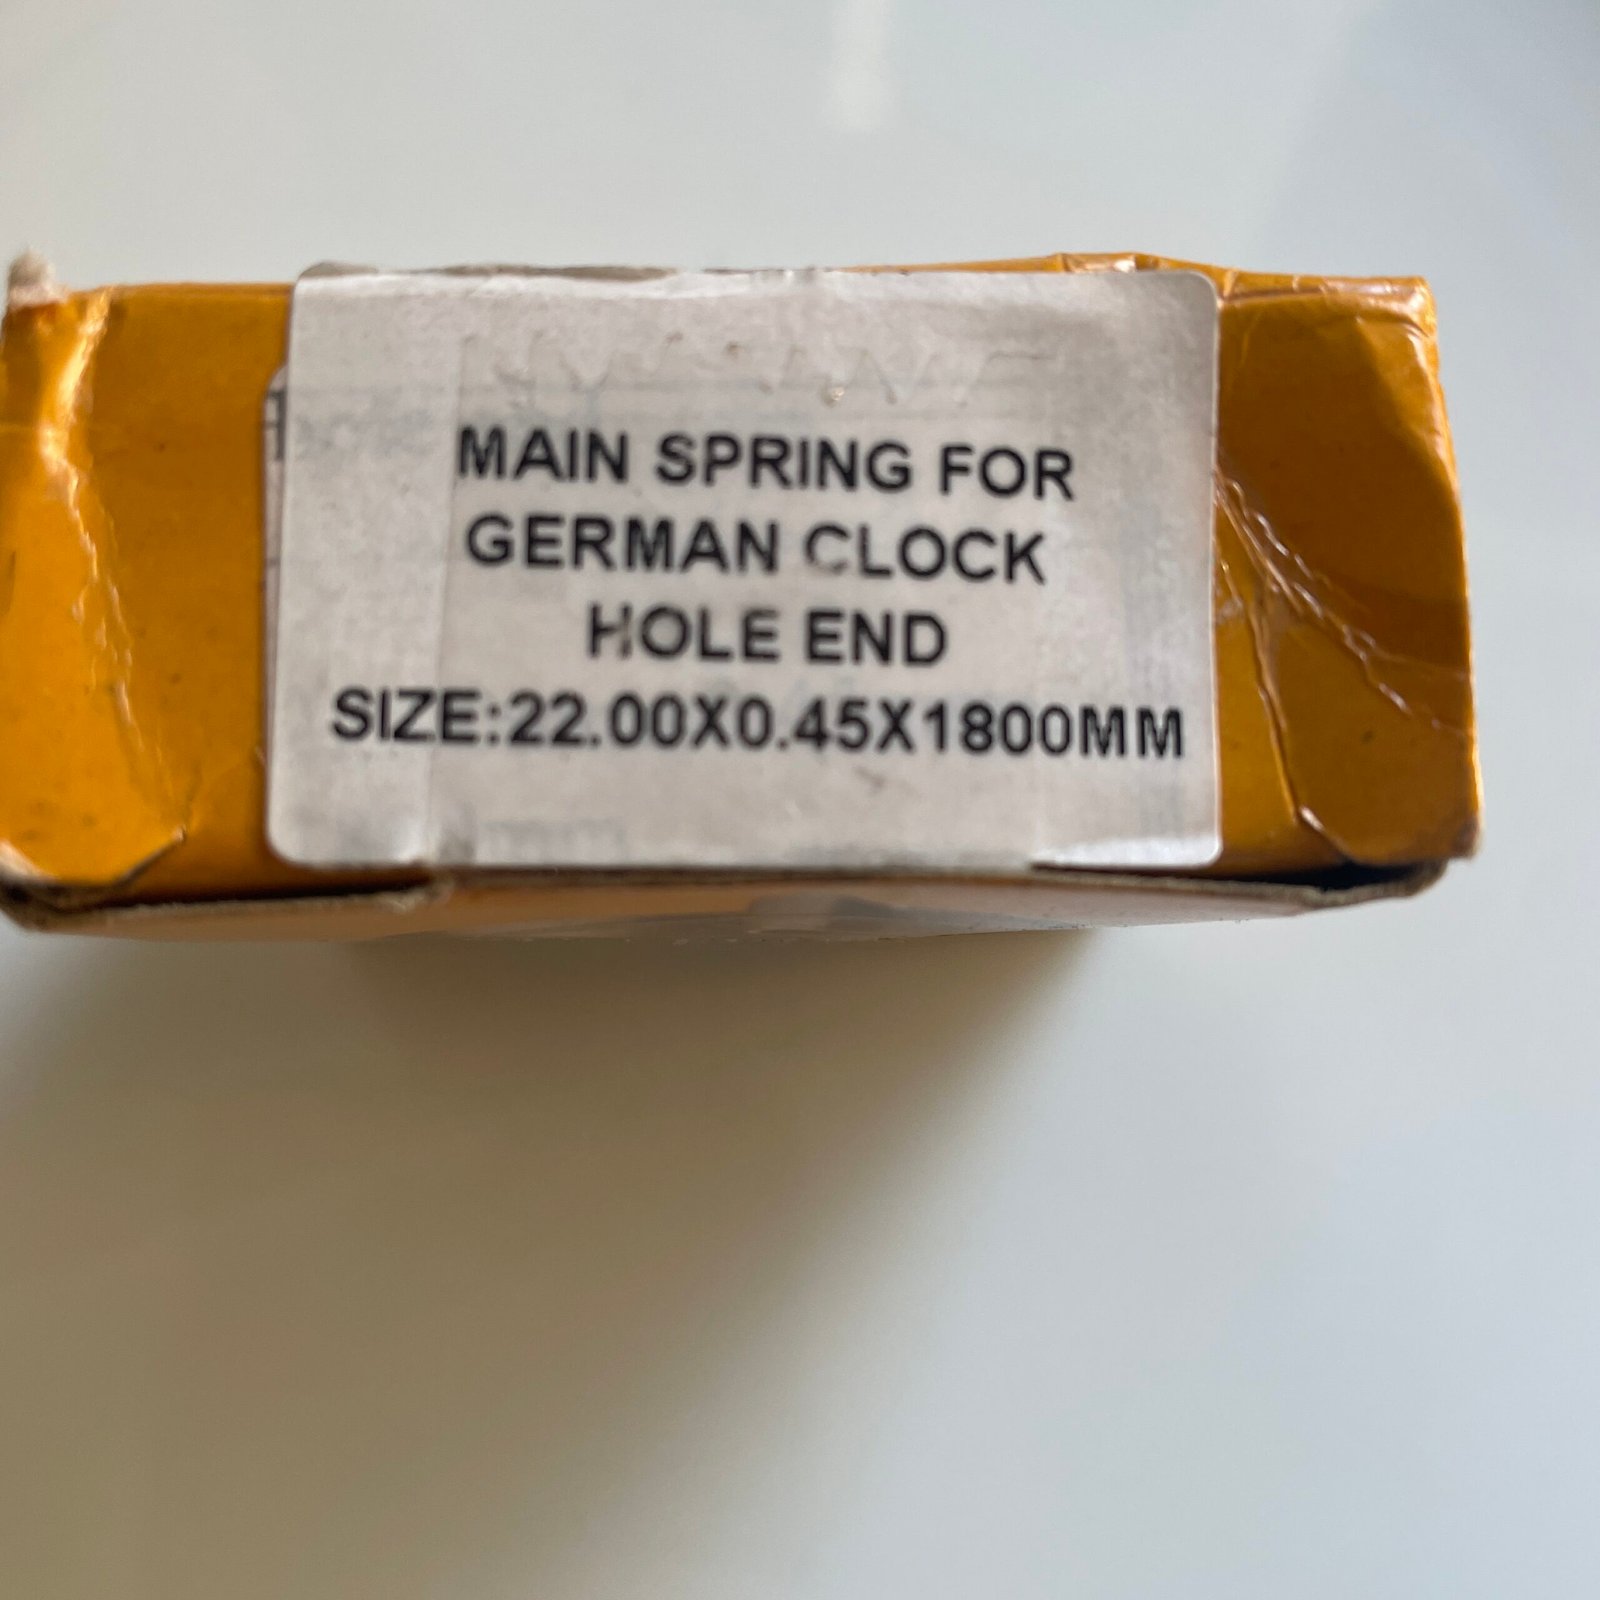 MAIN SPRING FOR
GERMAN CLOCK
HOLE END
SIZE:22.00X0.45X1800MM